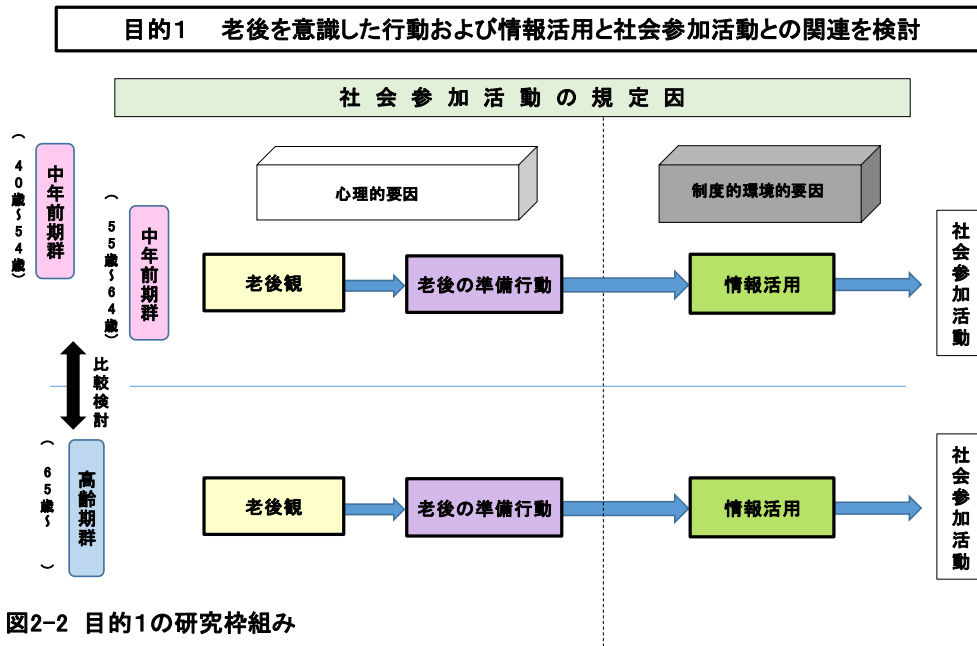 目的1 老後を意識した行動および情報活用と社会参加活動との関連を検討
社会参加活動の規定因
心理的要因
制度的環境的要因
中年前期群
(40歳～54歳)
中年前期群
(55歳～64歳)
老後観
老後の準備行動
情報活用
社会参加活動
比較検討
高齢期群
(65歳～ )
老後観
老後の準備行動
情報活用
社会参加活動
図2-2 目的1の研究枠組み